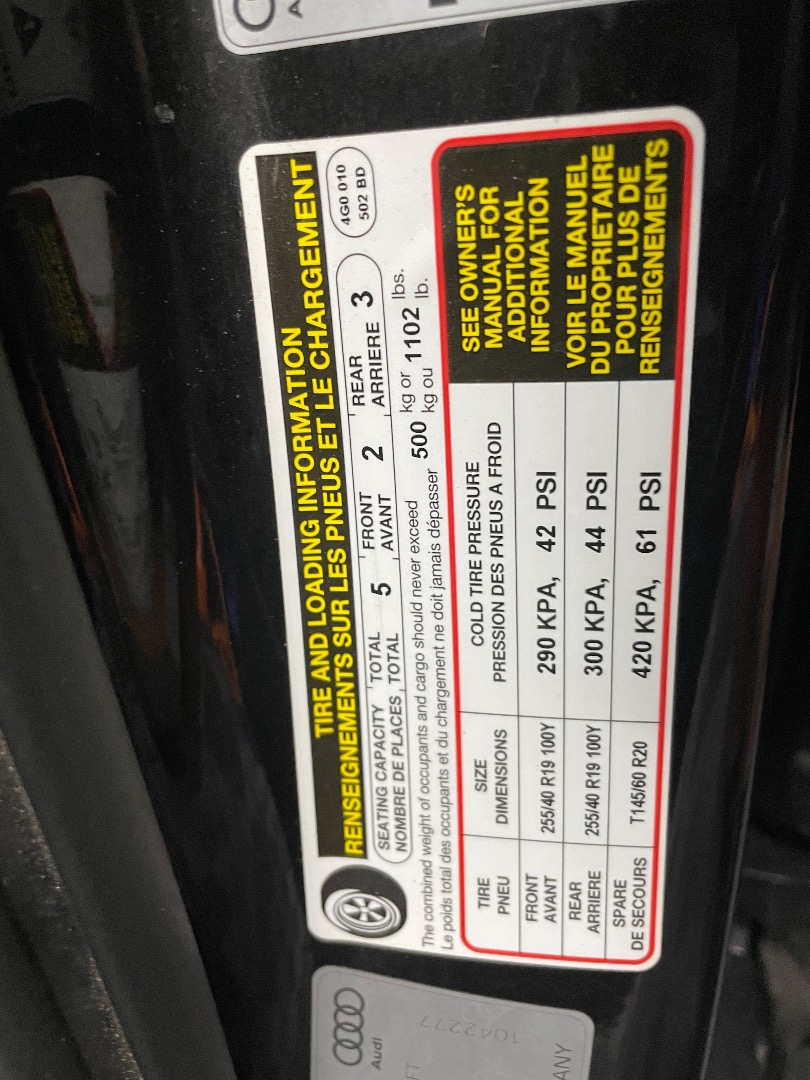 TIRE AND LOADING INFORMATION
RENSEIGNEMENTS SUR LES PNEUS ET LE CHARGEMENT
SEATING CAPACITY TOTAL 5 FRONT 2 REAR 3
NOMBRE DE PLACES TOTAL AVANT ARRIERE
4G0 010
502 BD
The combined weight of occupants and cargo should never exceed 500 kg or 1102 lbs.
Le poids total des occupants et du chargement ne doit jamais dépasser kg ou lb.
TIRE SIZE COLD TIRE PRESSURE
PNEU DIMENSIONS PRESSION DES PNEUS A FROID
FRONT
AVANT 255/40 R19 100Y 290 KPA, 42 PSI
REAR
ARRIERE 255/40 R19 100Y 300 KPA, 44 PSI
SPARE
DE SECOURS T145/60 R20 420 KPA, 61 PSI
SEE OWNER'S
MANUAL FOR
ADDITIONAL
INFORMATION
VOIR LE MANUEL
DU PROPRIETAIRE
POUR PLUS DE
RENSEIGNEMENTS
Audi
1042277
FT
ANY